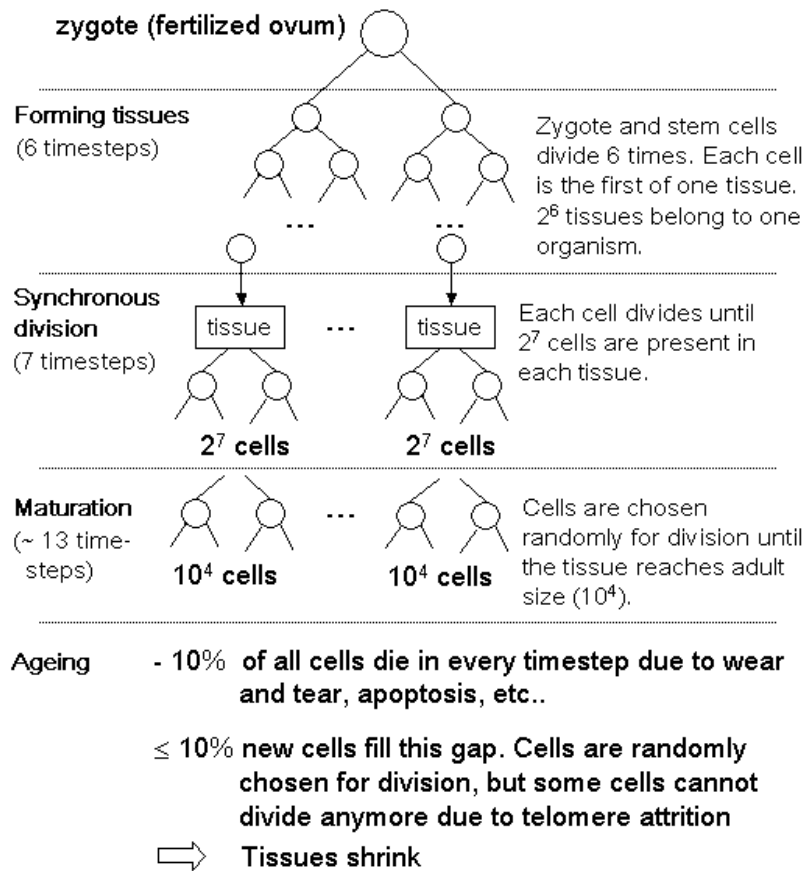 zygote (fertilized ovum)
Forming tissues
(6 timesteps)
Zygote and stem cells
divide 6 times. Each cell
is the first of one tissue.
2⁶ tissues belong to one
organism.
... ...
Synchronous
division
(7 timesteps)
tissue ... tissue
Each cell divides until
2⁷ cells are present in
each tissue.
2⁷ cells 2⁷ cells
Maturation
(~ 13 time-
steps)
...
Cells are chosen
randomly for division until
the tissue reaches adult
size (10⁴).
10⁴ cells 10⁴ cells
Ageing - 10% of all cells die in every timestep due to wear
and tear, apoptosis, etc..
≤ 10% new cells fill this gap. Cells are randomly
chosen for division, but some cells cannot
divide anymore due to telomere attrition
Tissues shrink